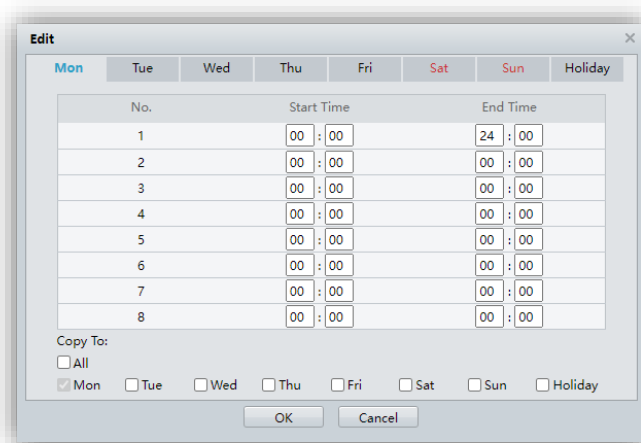 Edit ×
Mon Tue Wed Thu Fri Sat Sun Holiday
No. Start Time End Time
1 00 : 00 24 : 00
2 00 : 00 00 : 00
3 00 : 00 00 : 00
4 00 : 00 00 : 00
5 00 : 00 00 : 00
6 00 : 00 00 : 00
7 00 : 00 00 : 00
8 00 : 00 00 : 00
Copy To:
All
Mon Tue Wed Thu Fri Sat Sun Holiday
OK Cancel